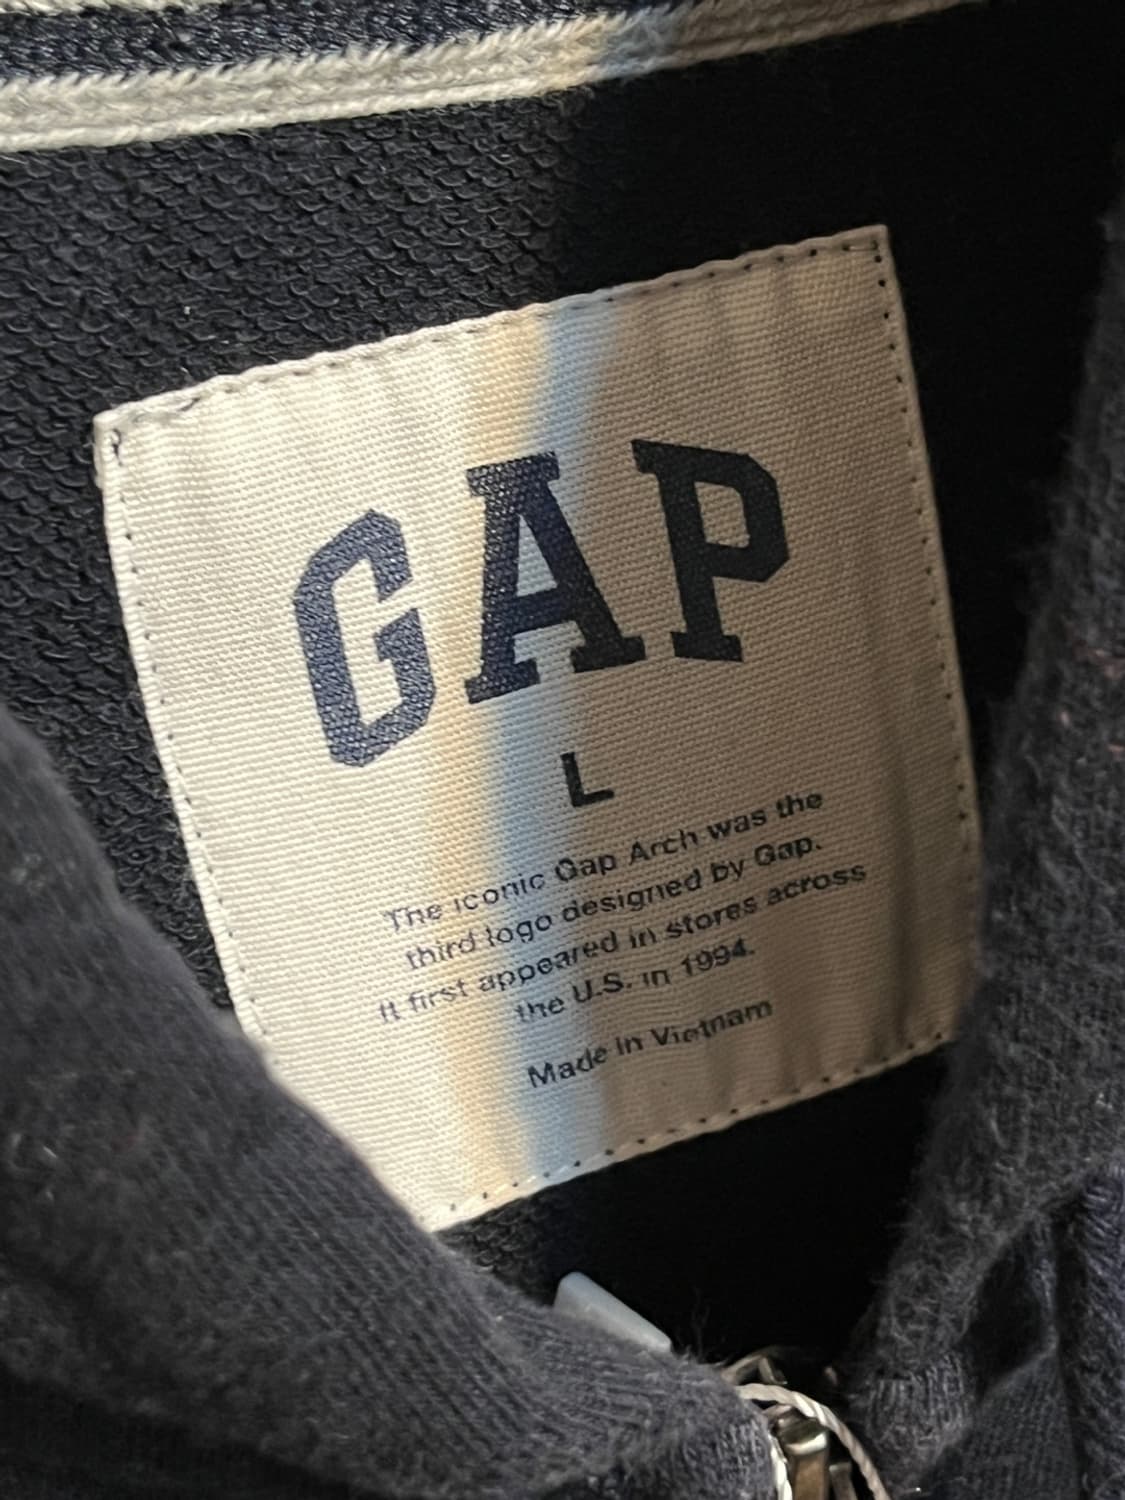 GAP
L
The iconic Gap Arch was the
third logo designed by Gap.
It first appeared in stores across
the U.S. in 1994.
Made in Vietnam